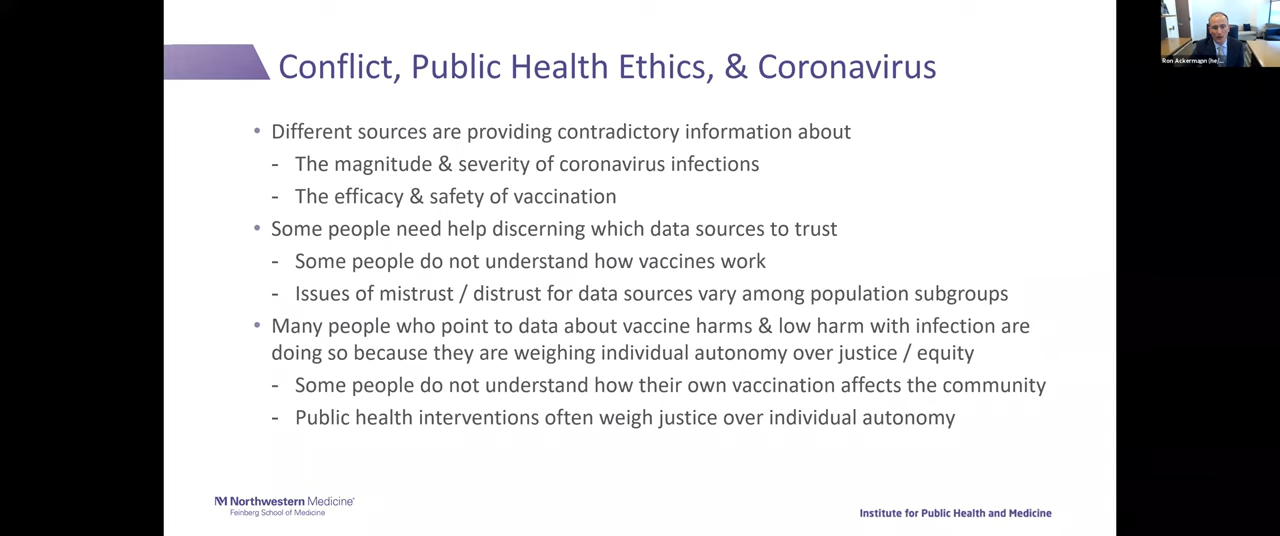 Conflict, Public Health Ethics, & Coronavirus
• Different sources are providing contradictory information about
- The magnitude & severity of coronavirus infections
- The efficacy & safety of vaccination
• Some people need help discerning which data sources to trust
- Some people do not understand how vaccines work
- Issues of mistrust / distrust for data sources vary among population subgroups
• Many people who point to data about vaccine harms & low harm with infection are
doing so because they are weighing individual autonomy over justice / equity
- Some people do not understand how their own vaccination affects the community
- Public health interventions often weigh justice over individual autonomy
Northwestern Medicine®
Feinberg School of Medicine
Institute for Public Health and Medicine
Ron Ackermann (he/...